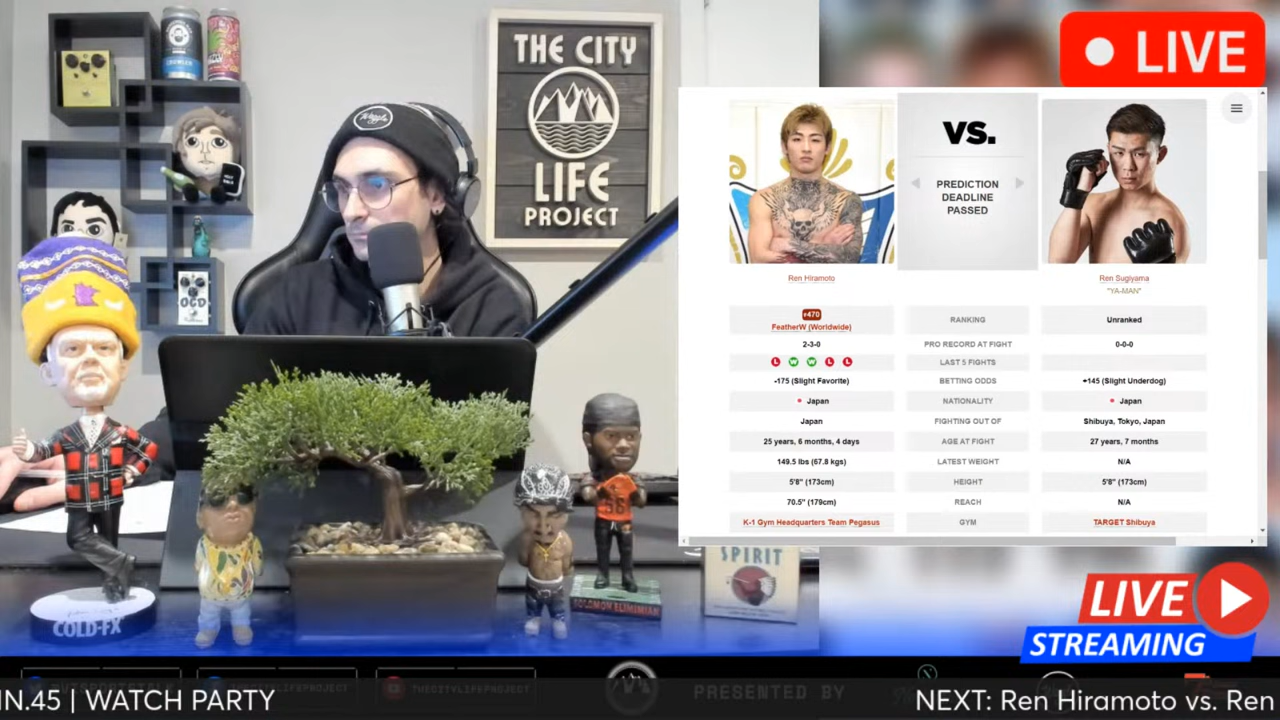 THE CITY
LIFE
PROJECT
LIVE
VS.
PREDICTION
DEADLINE
PASSED
Ren Hiramoto
Ren Sugiyama
"YA-MAN"
+470
FeatherW (Worldwide)
RANKING
Unranked
2-3-0
PRO RECORD AT FIGHT
0-0-0
L W W L L
LAST 5 FIGHTS
-175 (Slight Favorite)
BETTING ODDS
+145 (Slight Underdog)
Japan
NATIONALITY
Japan
Japan
FIGHTING OUT OF
Shibuya, Tokyo, Japan
25 years, 6 months, 4 days
AGE AT FIGHT
27 years, 7 months
149.5 lbs (67.8 kgs)
LATEST WEIGHT
N/A
5'8" (173cm)
HEIGHT
5'8" (173cm)
70.5" (179cm)
REACH
N/A
K-1 Gym Headquarters Team Pegasus
GYM
TARGET Shibuya
OCD
SPIRIT
SOLOMON ELIMIMIAN
COLD-FX
LIVE
STREAMING
THECITYLIFEPROJECT
PRESENTED BY
IN.45 | WATCH PARTY
NEXT: Ren Hiramoto vs. Ren